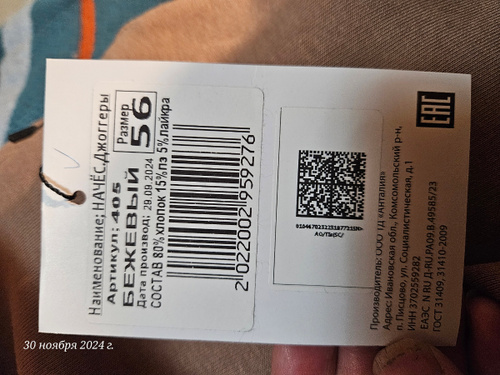 Наименование; НАЧЁС.Джоггеры
Артикул: 405
БЕЖЕВЫЙ
Размер
56
Дата производ; 29.09.2024
СОСТАВ 80% хлопок 15%пэ 5%лайкра
2-022002-959276
ЕАС
Производитель: ООО ТД «АНТАЛИЯ»
Адрес: Ивановская обл., Комсомольский р-н,
п. Писцово, ул. Социалистическая, д.1
ИНН 3702559282
ЕАЭС N RU Д-RU.РА09.В.49585/23
ГОСТ 31409, 31410-2009
30 ноября 2024 г.